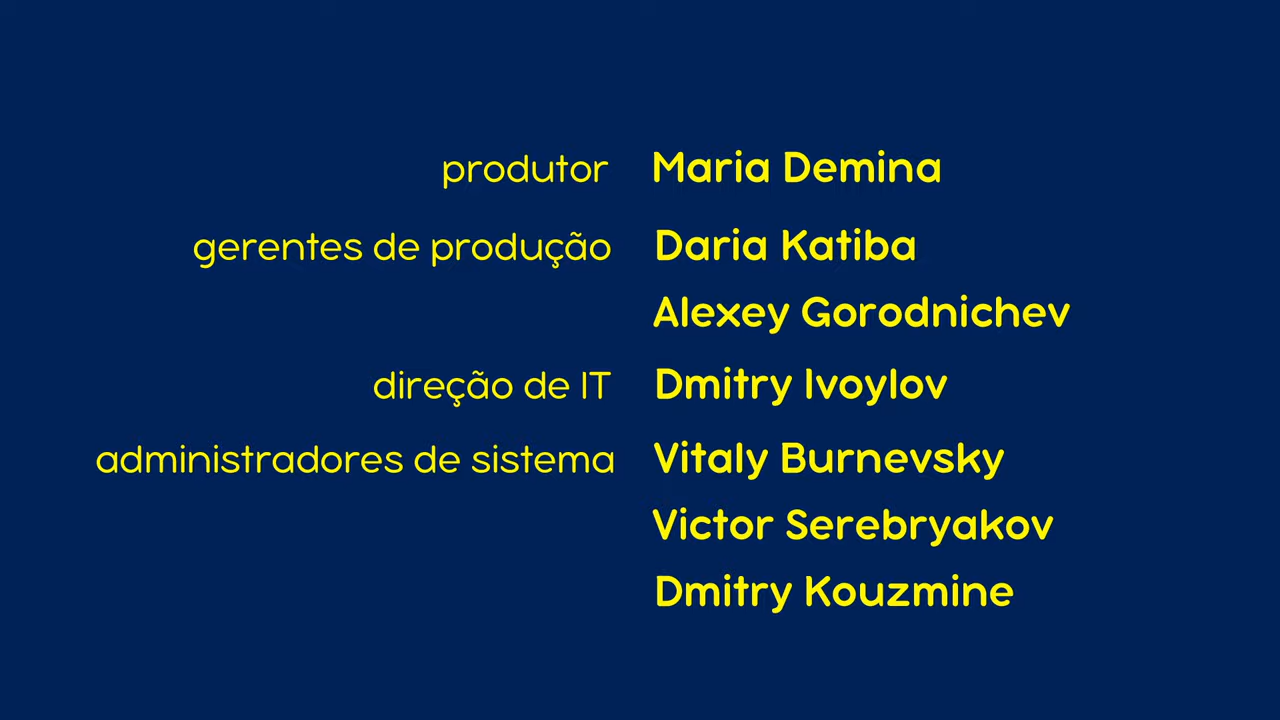 produtor Maria Demina
gerentes de produção Daria Katiba
Alexey Gorodnichev
direção de IT Dmitry Ivoylov
administradores de sistema Vitaly Burnevsky
Victor Serebryakov
Dmitry Kouzmine